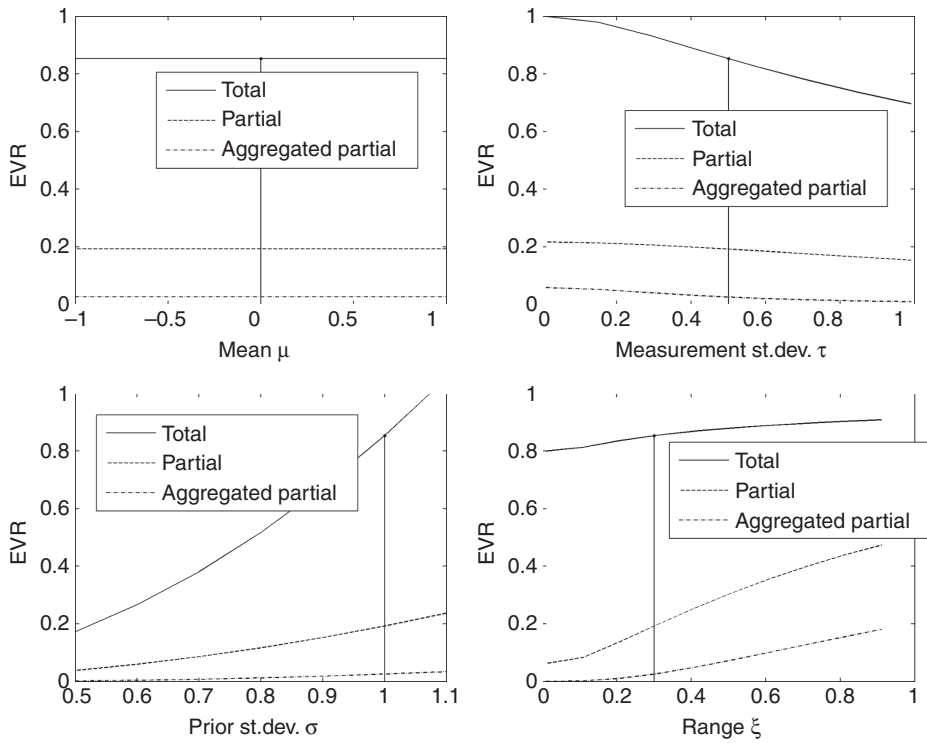 EVR
1
0.8
0.6
0.4
0.2
0
Total
Partial
Aggregated partial
−1
−0.5
0
0.5
1
Mean μ
EVR
1
0.8
0.6
0.4
0.2
0
Total
Partial
Aggregated partial
0
0.2
0.4
0.6
0.8
1
Measurement st.dev. τ
EVR
1
0.8
0.6
0.4
0.2
0
Total
Partial
Aggregated partial
0.5
0.6
0.7
0.8
0.9
1
1.1
Prior st.dev. σ
EVR
1
0.8
0.6
0.4
0.2
0
Total
Partial
Aggregated partial
0
0.2
0.4
0.6
0.8
1
Range ξ